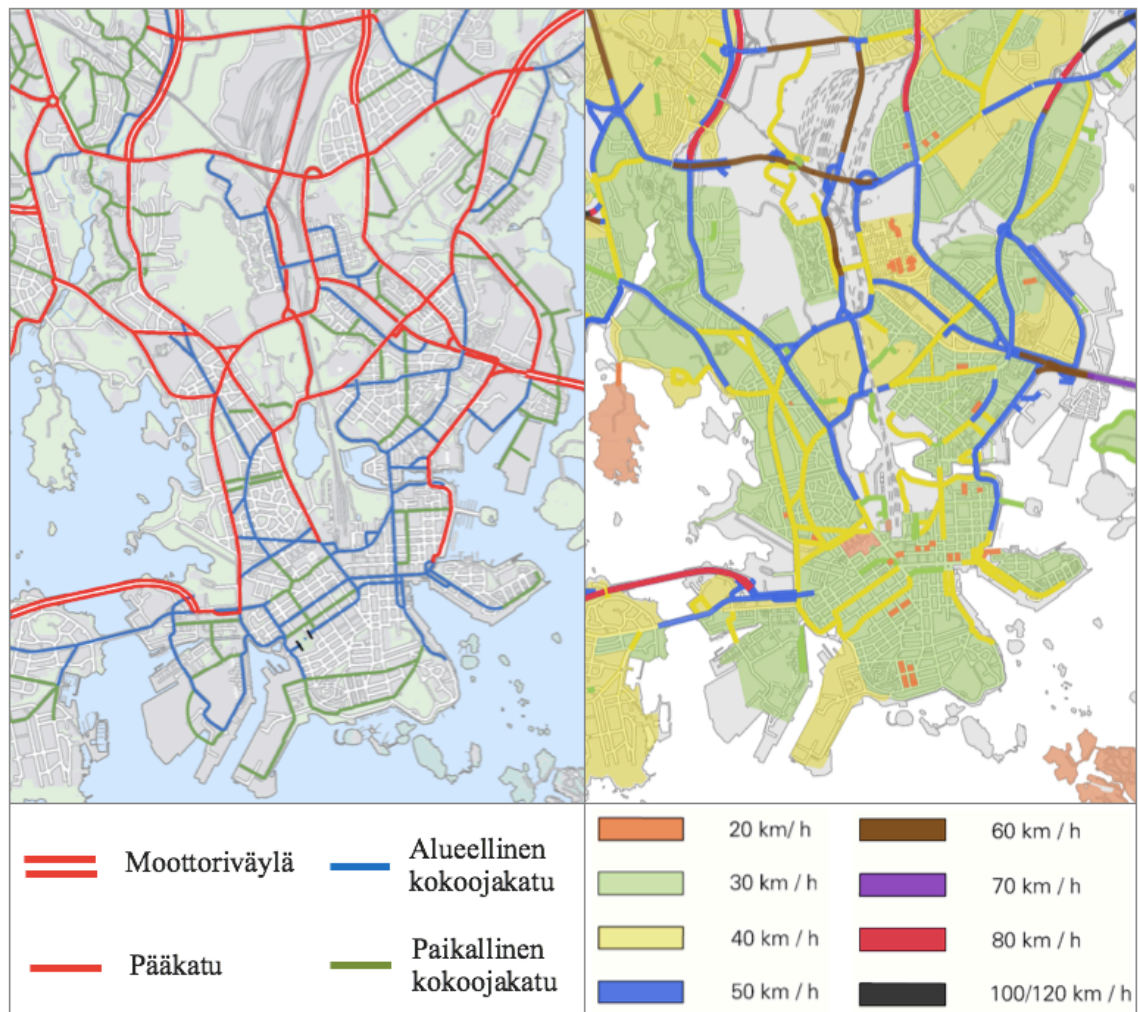 Moottoriväylä
Alueellinen
kokoojakatu
Pääkatu
Paikallinen
kokoojakatu
20 km/ h
30 km / h
40 km / h
50 km / h
60 km / h
70 km / h
80 km / h
100/120 km / h